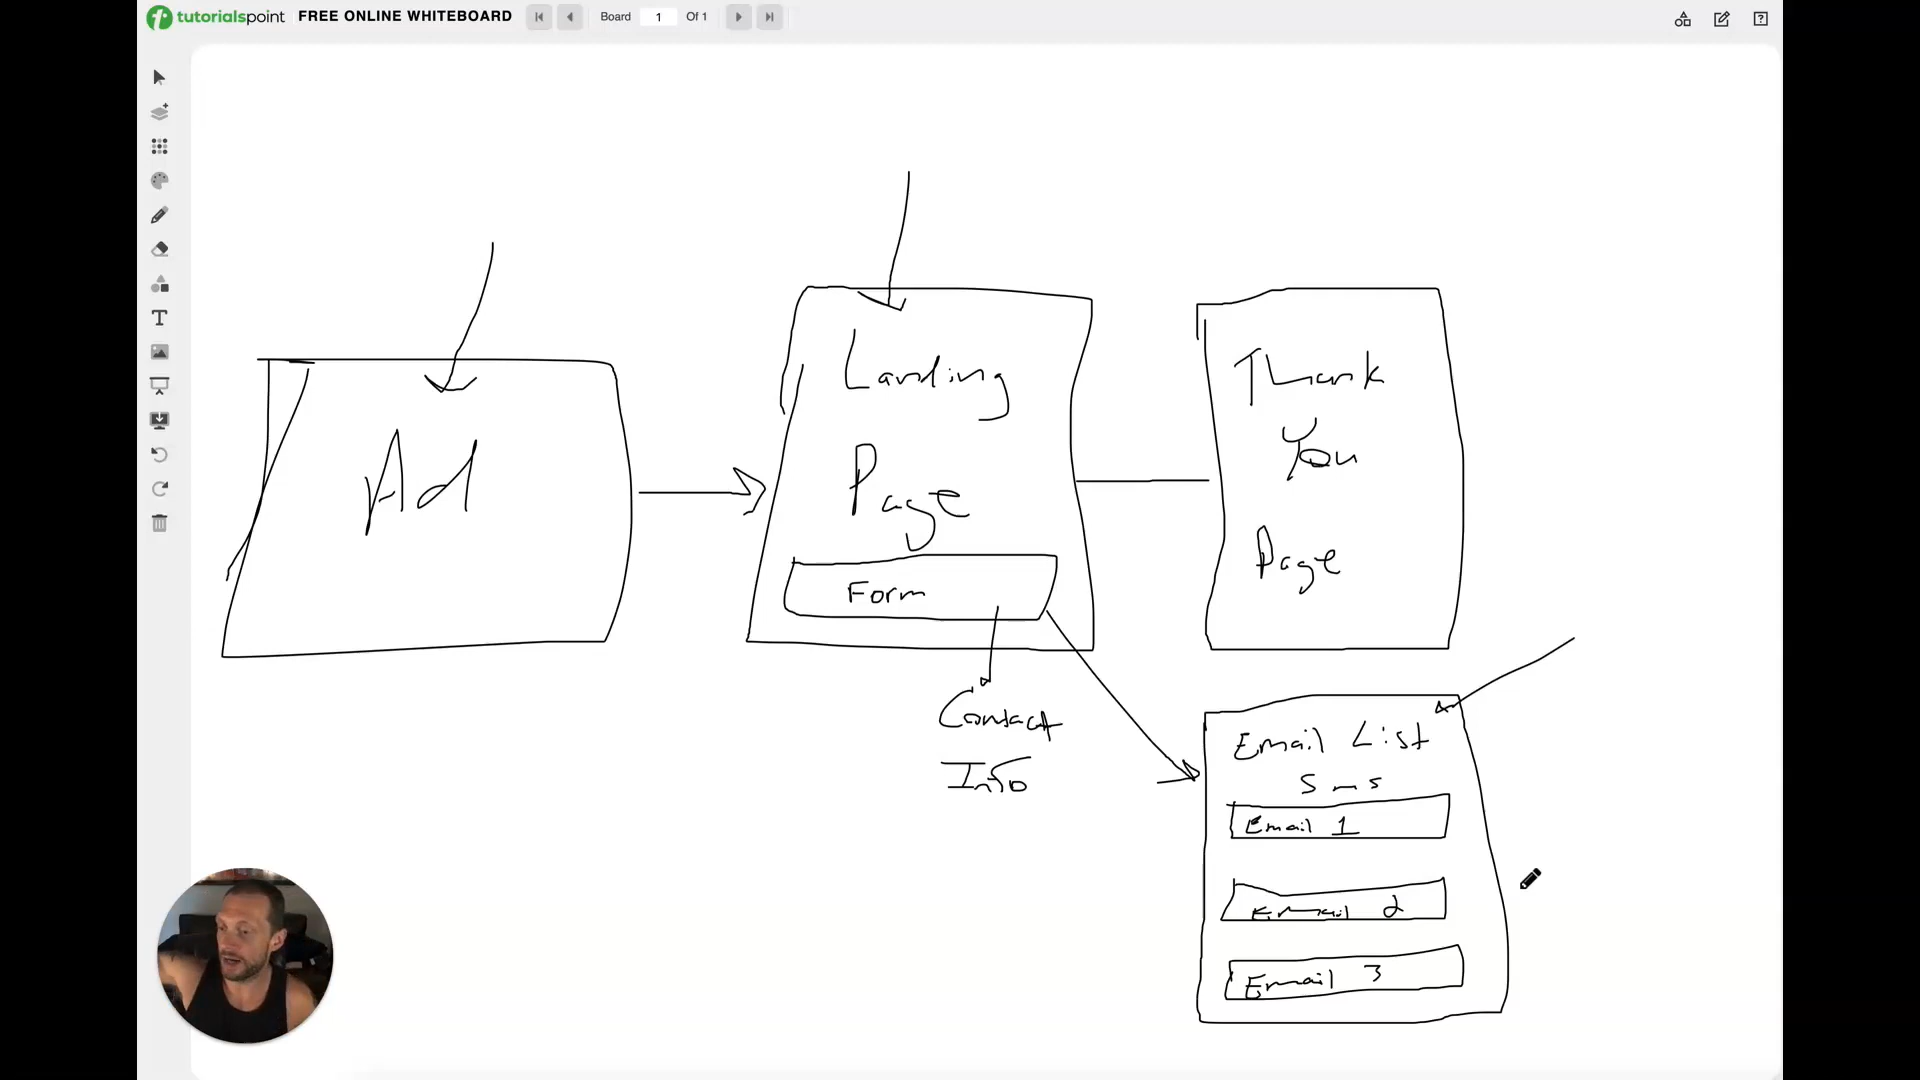 tutorialspoint FREE ONLINE WHITEBOARD Board 1 Of 1
Ad
Landing
Page
Form
Contact
Info
Thank
You
Page
Email List
Sms
Email 1
Email 2
Email 3